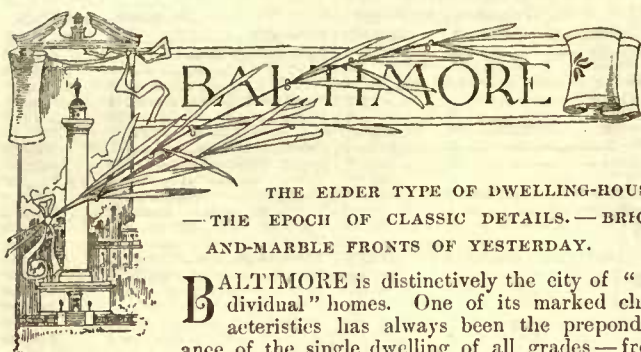 BALTIMORE
THE ELDER TYPE OF DWELLING-HOUS
— THE EPOCH OF CLASSIC DETAILS. — BRIC
AND-MARBLE FRONTS OF YESTERDAY.
BALTIMORE is distinctively the city of "
dividual" homes. One of its marked ch
acteristics has always been the prepond
ance of the single dwelling of all grades — fro